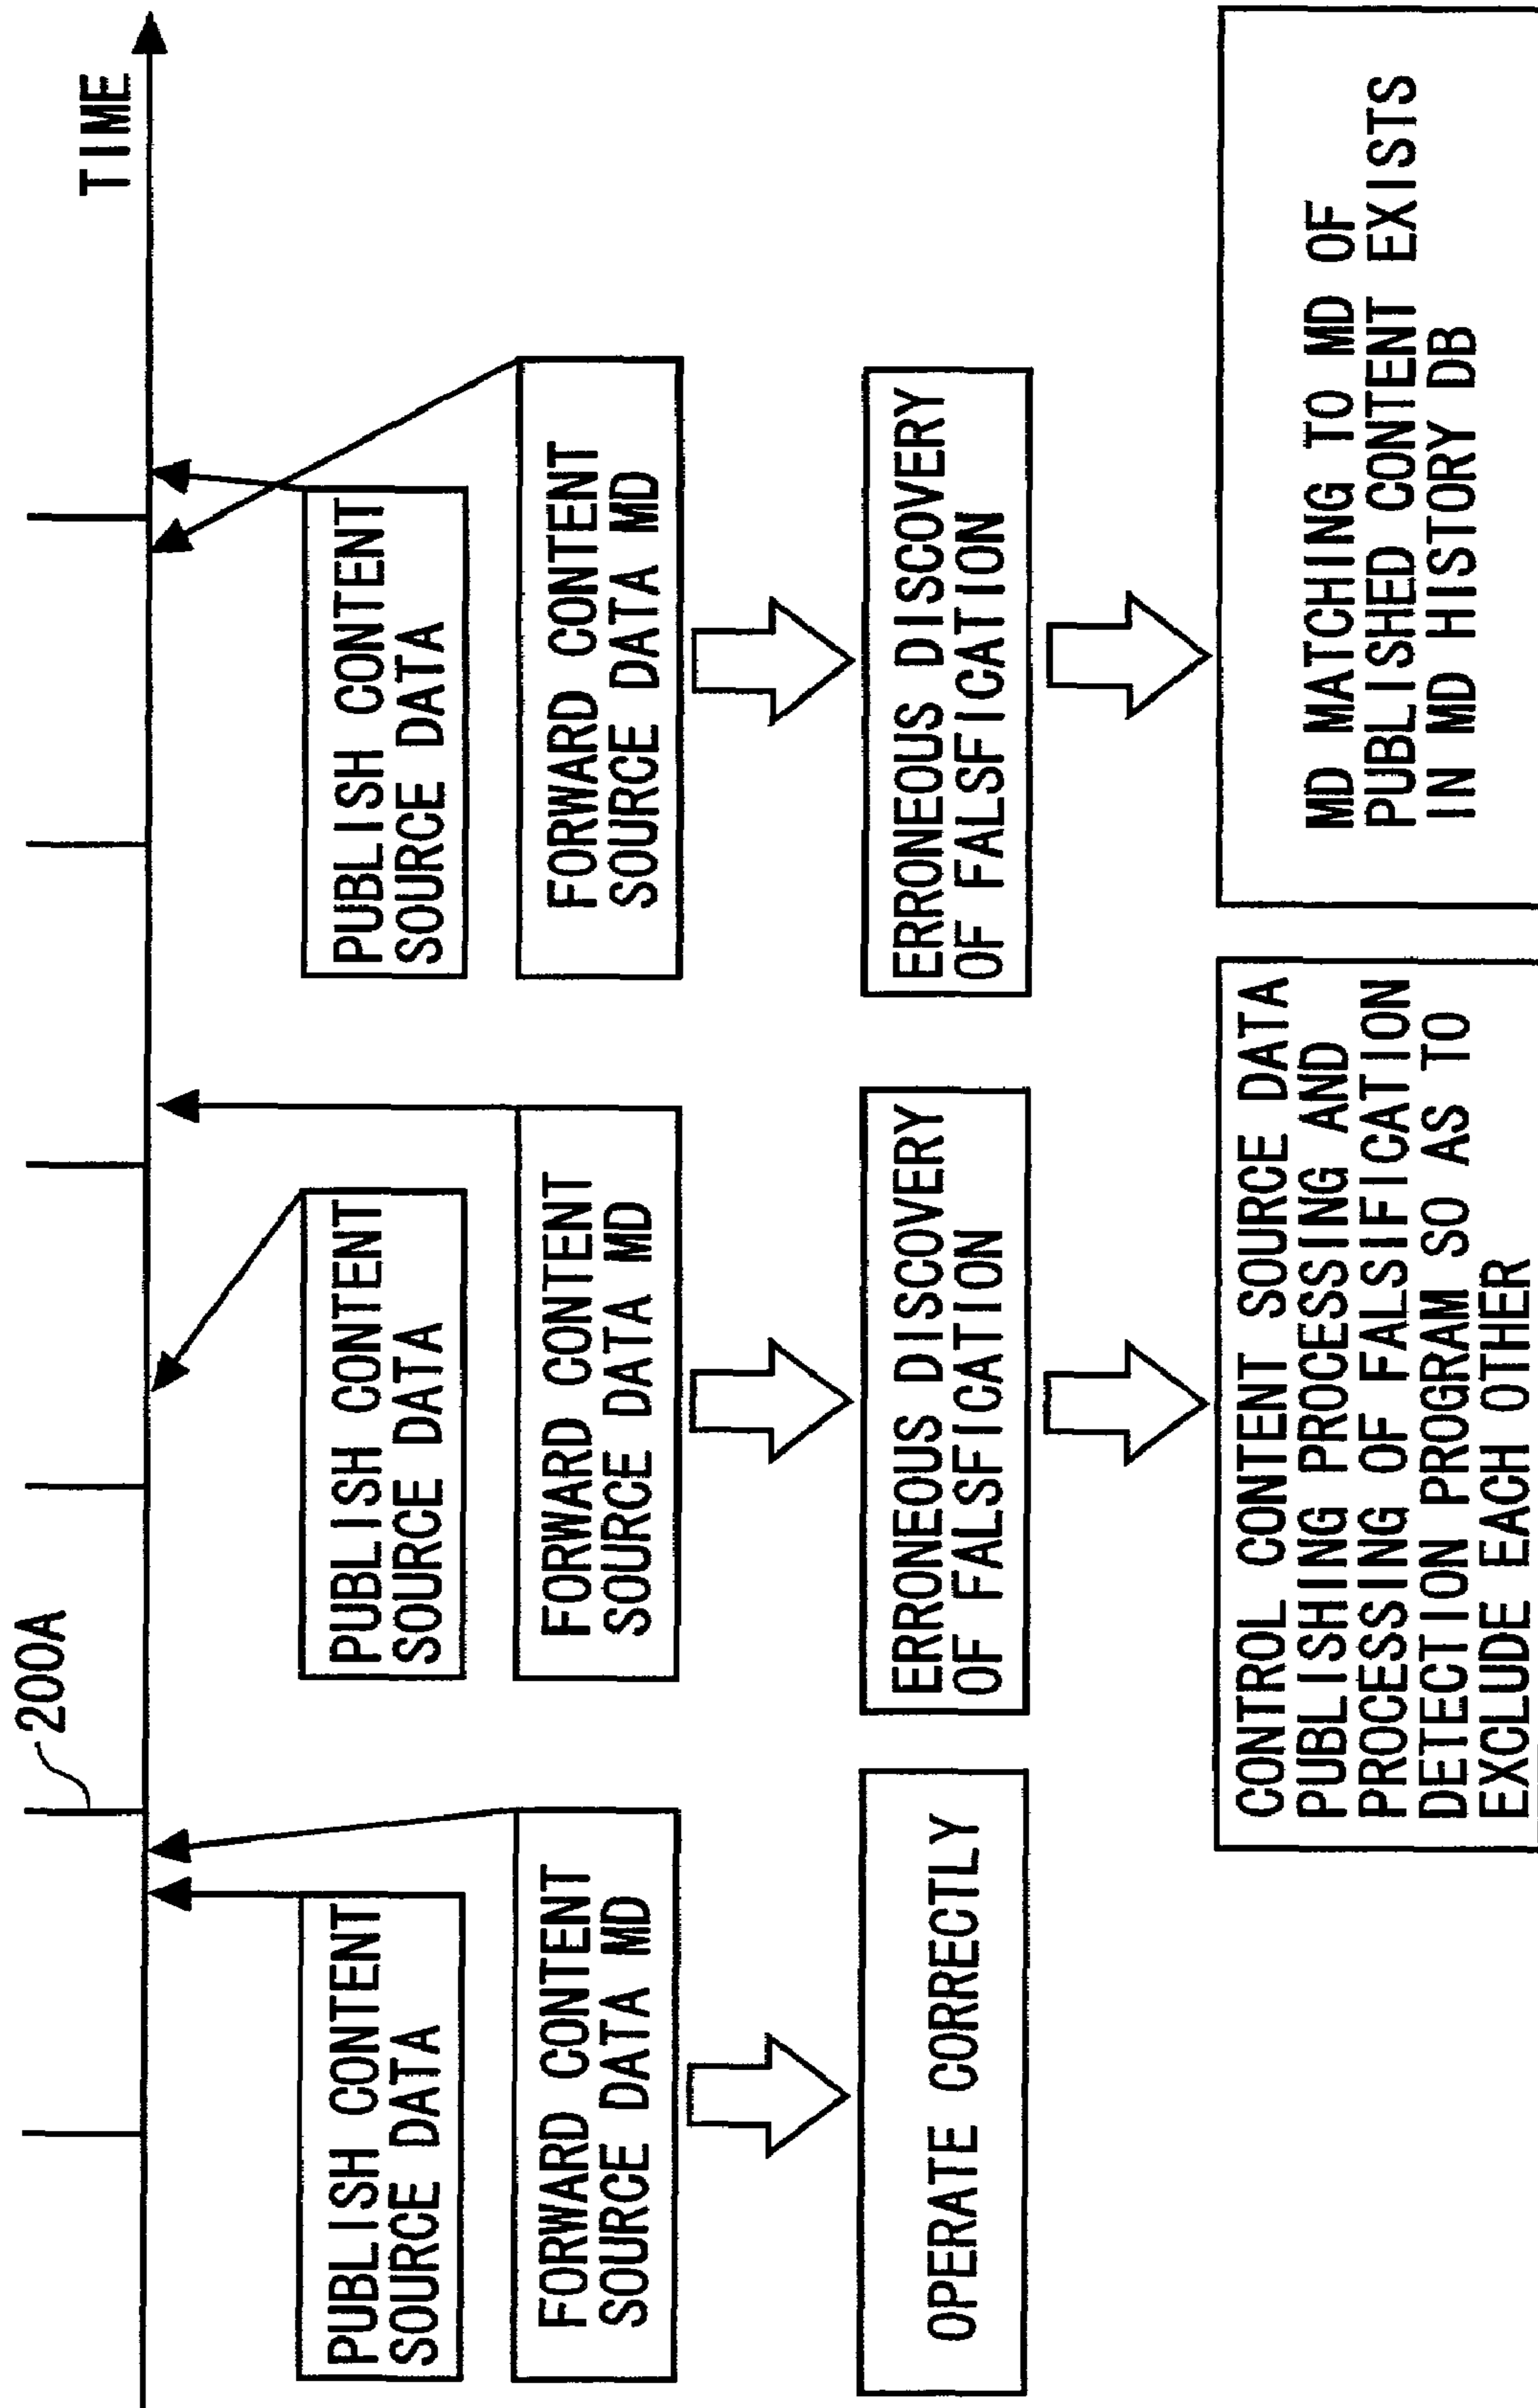 TIME
200A
PUBLISH CONTENT
SOURCE DATA
FORWARD CONTENT
SOURCE DATA MD
OPERATE CORRECTLY
PUBLISH CONTENT
SOURCE DATA
FORWARD CONTENT
SOURCE DATA MD
ERRONEOUS DISCOVERY
OF FALSFICATION
CONTROL CONTENT SOURCE DATA
PUBLISHING PROCESSING AND
PROCESSING OF FALSIFICATION
DETECTION PROGRAM SO AS TO
EXCLUDE EACH OTHER
PUBLISH CONTENT
SOURCE DATA
FORWARD CONTENT
SOURCE DATA MD
ERRONEOUS DISCOVERY
OF FALSFICATION
MD MATCHING TO MD OF
PUBLISHED CONTENT EXISTS
IN MD HISTORY DB